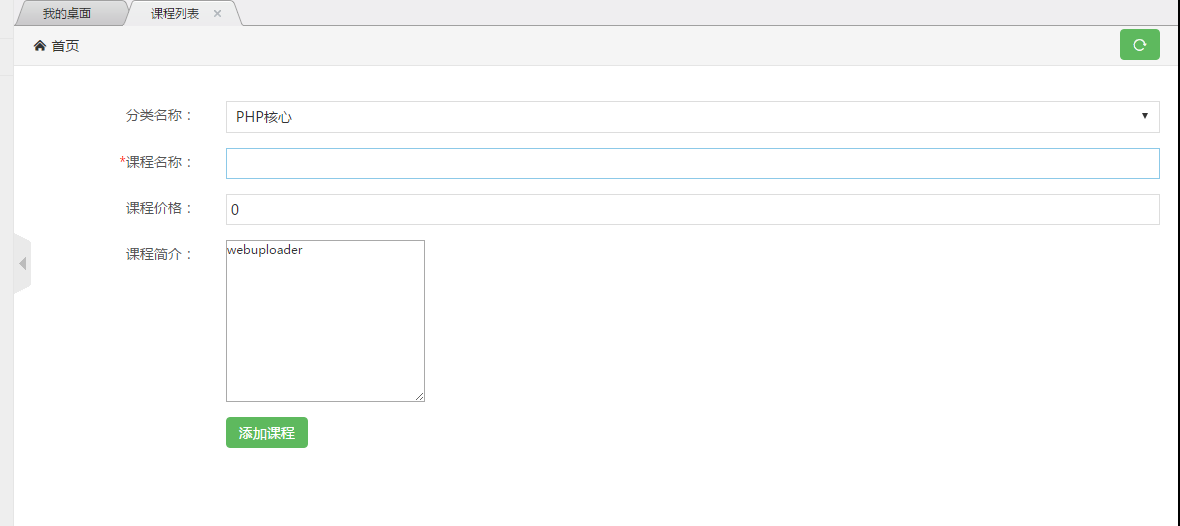 我的桌面 课程列表 ×
首页
分类名称： PHP核心
*课程名称：
课程价格： 0
课程简介： webuploader
添加课程